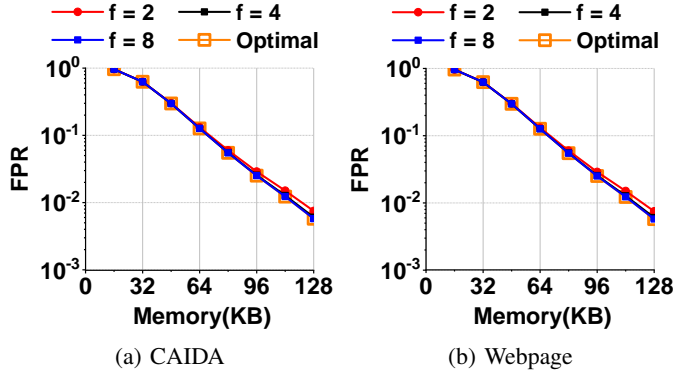 f = 2 f = 4
f = 8 Optimal
10^0
10^-1
10^-2
10^-3
FPR
0 32 64 96 128
Memory(KB)
(a) CAIDA
f = 2 f = 4
f = 8 Optimal
10^0
10^-1
10^-2
10^-3
FPR
0 32 64 96 128
Memory(KB)
(b) Webpage